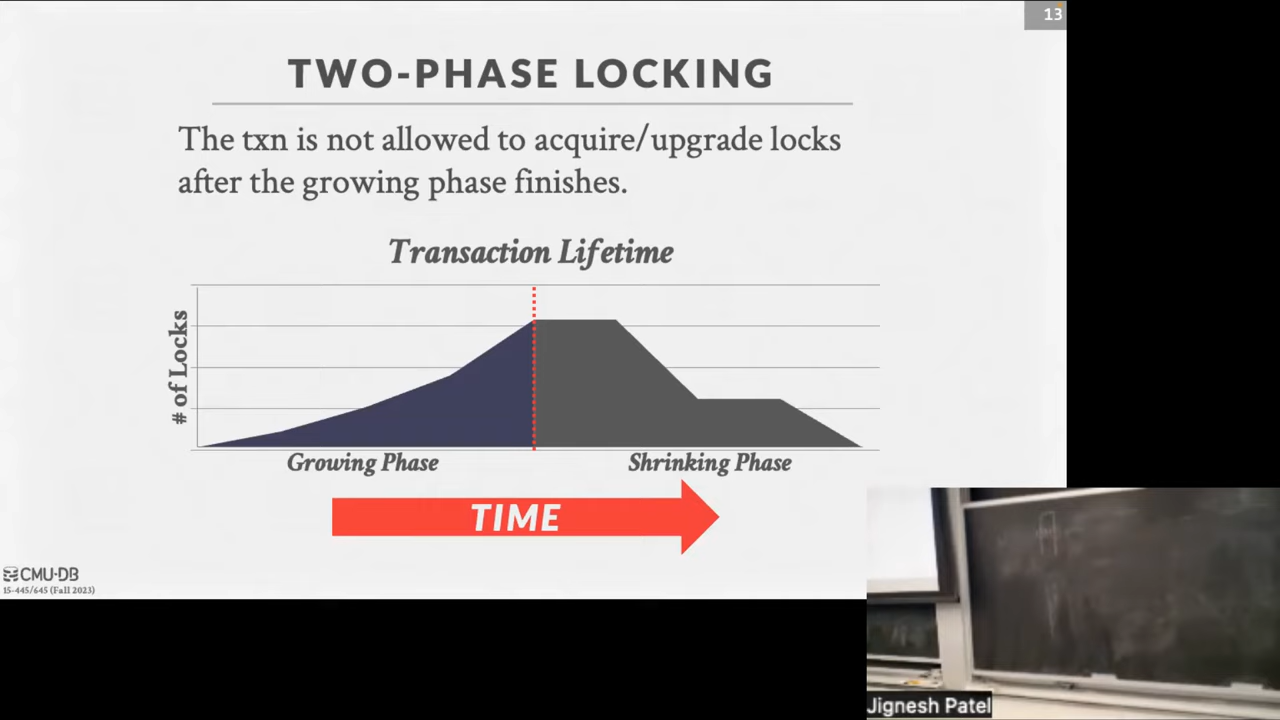 13
TWO-PHASE LOCKING
The txn is not allowed to acquire/upgrade locks
after the growing phase finishes.
Transaction Lifetime
# of Locks
Growing Phase
Shrinking Phase
TIME
CMU·DB
15-445/645 (Fall 2023)
Jignesh Patel